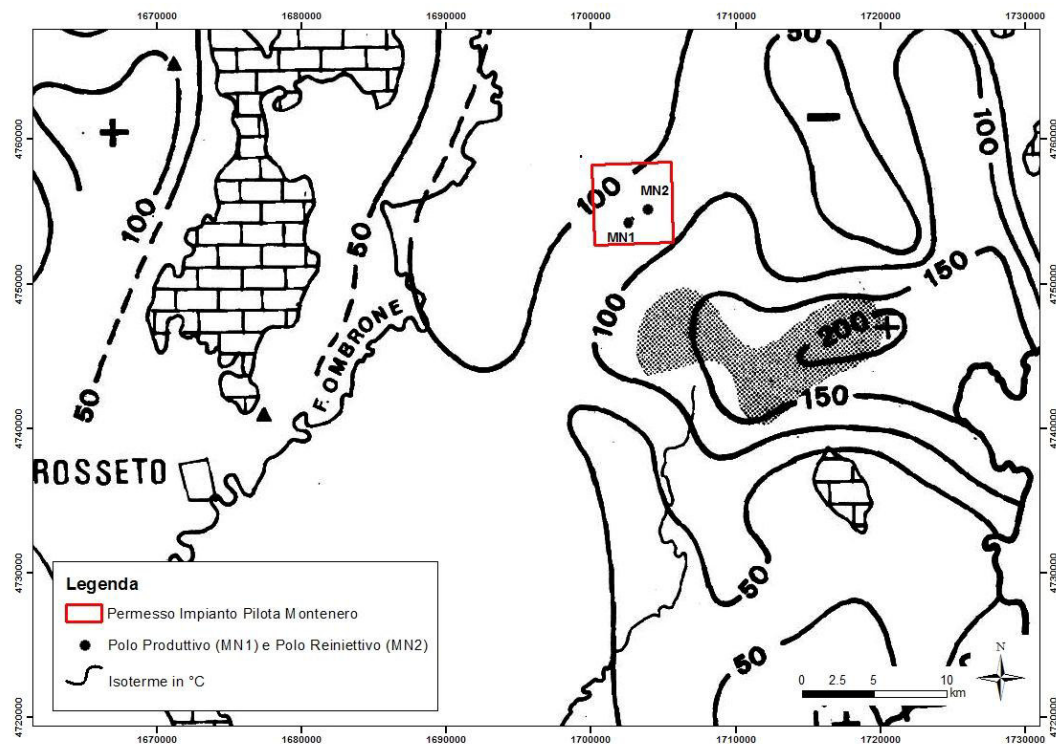 1670000 1680000 1690000 1700000 1710000 1720000 1730000
50
100
4760000 4760000
+
−
100
MN2
MN1
100
50
4750000 4750000
150
100
F. OMBRONE
200
+
50
150
4740000 4740000
ROSSETO
4730000 4730000
50
50
Legenda
Permesso Impianto Pilota Montenero
Polo Produttivo (MN1) e Polo Reiniettivo (MN2)
Isoterme in °C
N
0 2.5 5 10
km
4720000 4720000
1670000 1680000 1690000 1700000 1710000 1720000 1730000